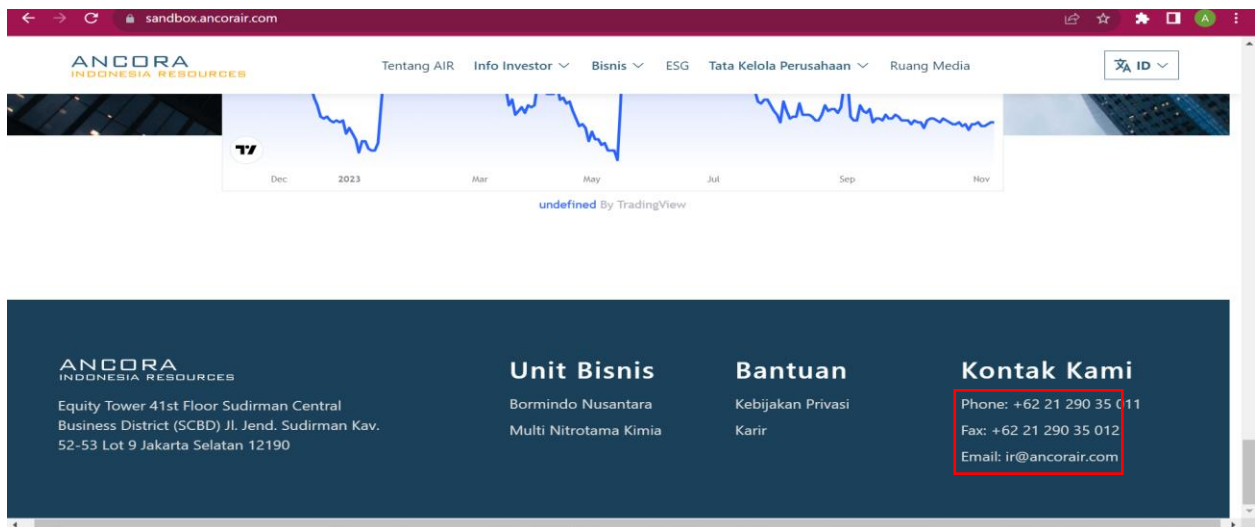 sandbox.ancorair.com
A
ANCORA
INDONESIA RESOURCES
Tentang AIR Info Investor Bisnis ESG Tata Kelola Perusahaan Ruang Media
ID
Dec 2023 Mar May Jul Sep Nov
undefined By TradingView
ANCORA
INDONESIA RESOURCES
Equity Tower 41st Floor Sudirman Central
Business District (SCBD) Jl. Jend. Sudirman Kav.
52-53 Lot 9 Jakarta Selatan 12190
Unit Bisnis
Bormindo Nusantara
Multi Nitrotama Kimia
Bantuan
Kebijakan Privasi
Karir
Kontak Kami
Phone: +62 21 290 35 011
Fax: +62 21 290 35 012
Email: ir@ancorair.com